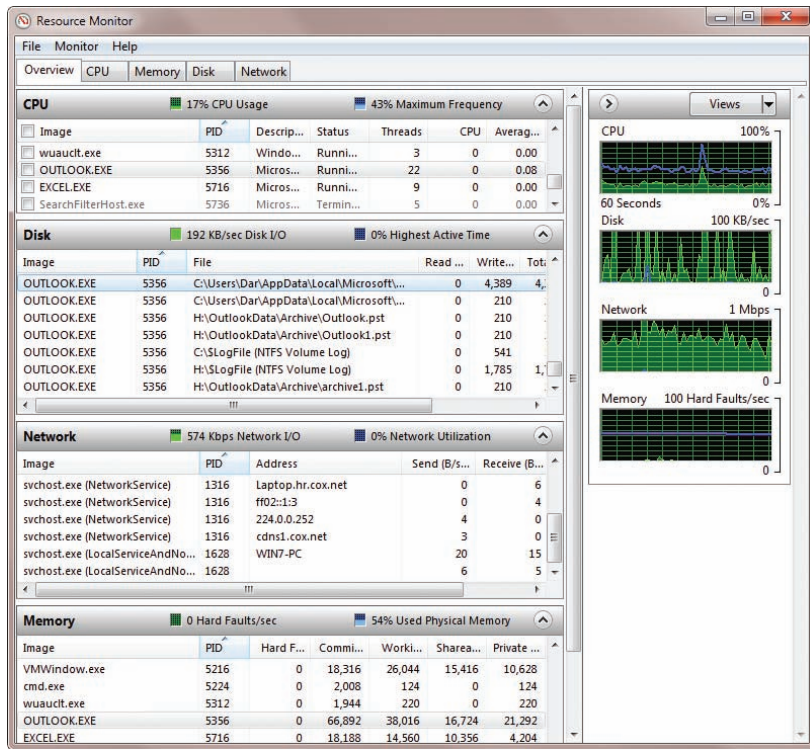 Resource Monitor
File Monitor Help
Overview CPU Memory Disk Network
CPU 17% CPU Usage 43% Maximum Frequency
Image PID Descrip... Status Threads CPU Averag...
wuauclt.exe 5312 Windo... Runni... 3 0 0.00
OUTLOOK.EXE 5356 Micros... Runni... 22 0 0.08
EXCEL.EXE 5716 Micros... Runni... 9 0 0.00
SearchFilterHost.exe 5736 Micros... Termin... 5 0 0.00
Disk 192 KB/sec Disk I/O 0% Highest Active Time
Image PID File Read ... Write... Tota
OUTLOOK.EXE 5356 C:\Users\Dar\AppData\Local\Microsoft\... 0 4,389 4,
OUTLOOK.EXE 5356 C:\Users\Dar\AppData\Local\Microsoft\... 0 210
OUTLOOK.EXE 5356 H:\OutlookData\Archive\Outlook.pst 0 210
OUTLOOK.EXE 5356 H:\OutlookData\Archive\Outlook1.pst 0 210
OUTLOOK.EXE 5356 C:\$LogFile (NTFS Volume Log) 0 541
OUTLOOK.EXE 5356 H:\$LogFile (NTFS Volume Log) 0 1,785 1,
OUTLOOK.EXE 5356 H:\OutlookData\Archive\archive1.pst 0 210
Network 574 Kbps Network I/O 0% Network Utilization
Image PID Address Send (B/s... Receive (B...
svchost.exe (NetworkService) 1316 Laptop.hr.cox.net 0 6
svchost.exe (NetworkService) 1316 ff02::1:3 0 4
svchost.exe (NetworkService) 1316 224.0.0.252 4 0
svchost.exe (NetworkService) 1316 cdns1.cox.net 3 0
svchost.exe (LocalServiceAndNo... 1628 WIN7-PC 20 15
svchost.exe (LocalServiceAndNo... 1628 6 5
Memory 0 Hard Faults/sec 54% Used Physical Memory
Image PID Hard F... Commi... Worki... Sharea... Private ...
VMWindow.exe 5216 0 18,316 26,044 15,416 10,628
cmd.exe 5224 0 2,008 124 0 124
wuauclt.exe 5312 0 1,944 220 0 220
OUTLOOK.EXE 5356 0 66,892 38,016 16,724 21,292
EXCEL.EXE 5716 0 18,188 14,560 10,356 4,204
Views
CPU 100%
60 Seconds 0%
Disk 100 KB/sec
0
Network 1 Mbps
0
Memory 100 Hard Faults/sec
0